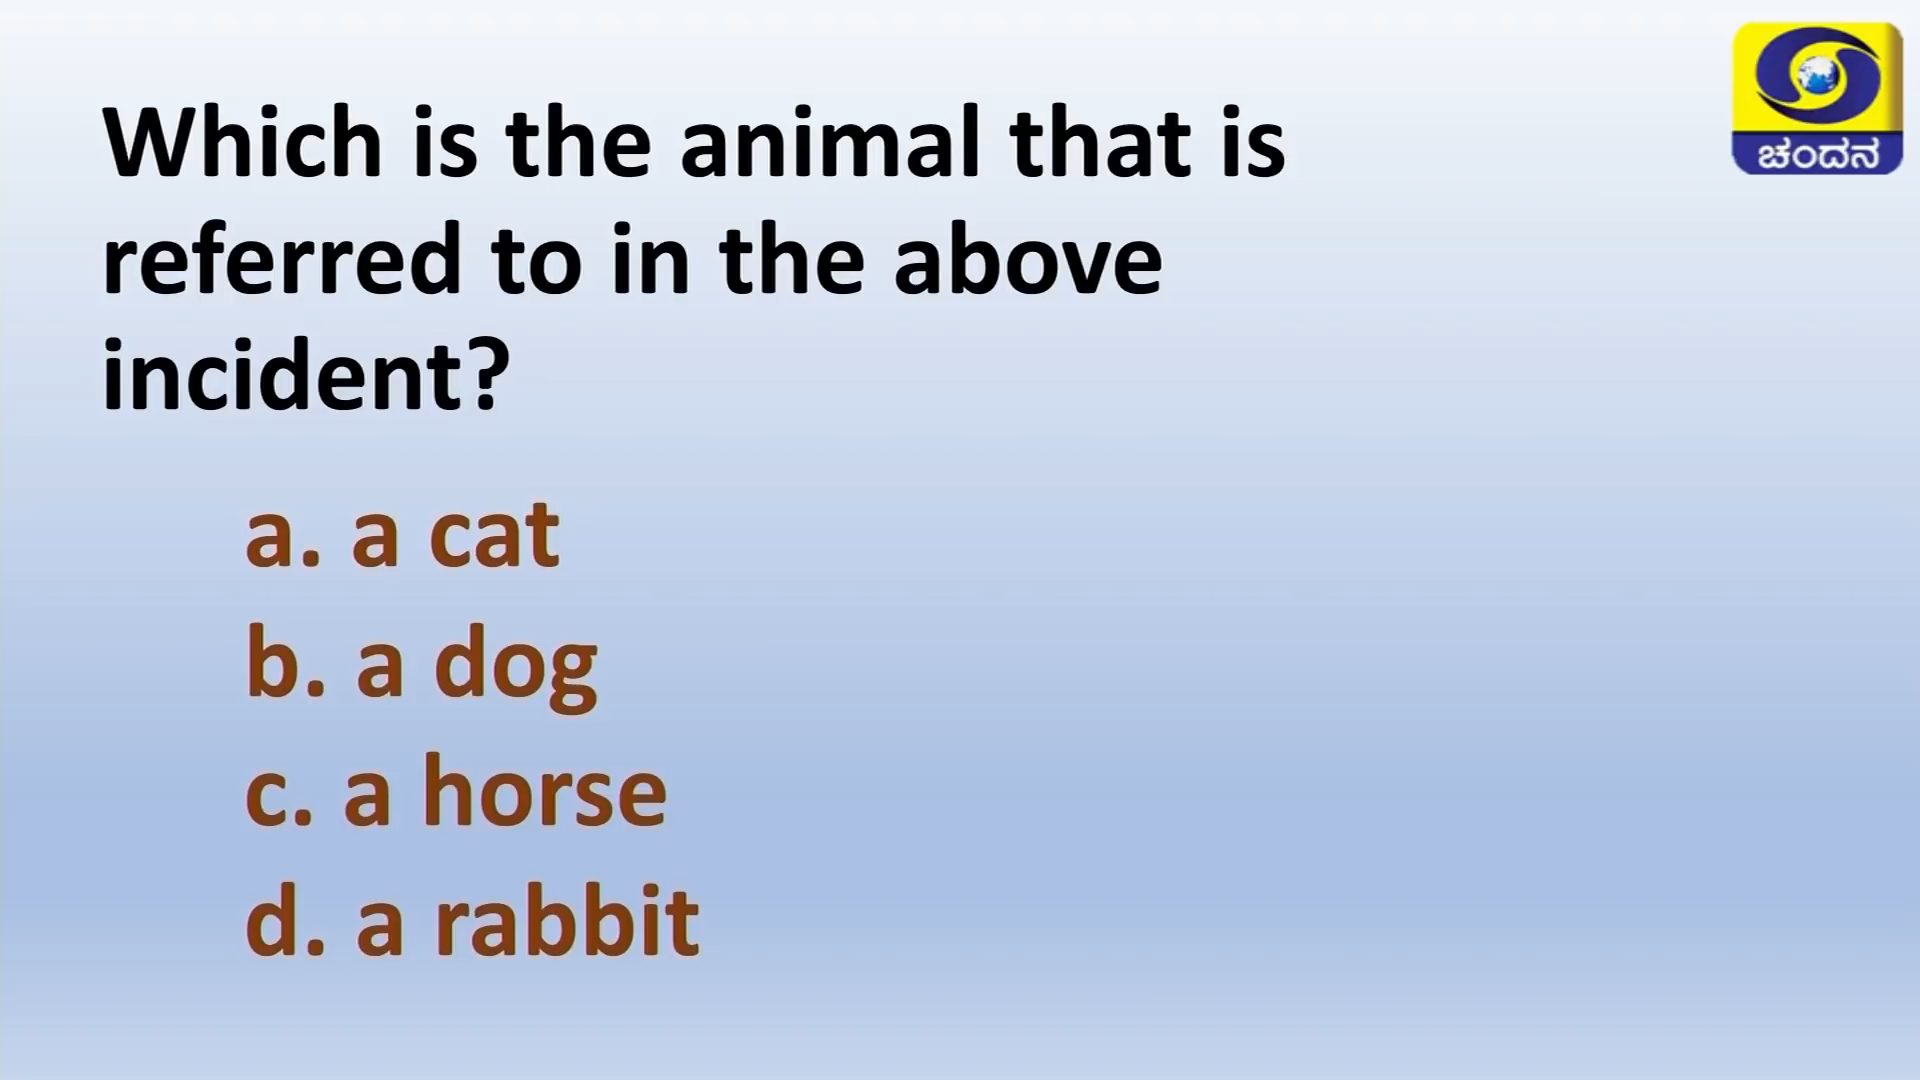 Which is the animal that is
referred to in the above
incident?
a. a cat
b. a dog
c. a horse
d. a rabbit
ಚಂದನ